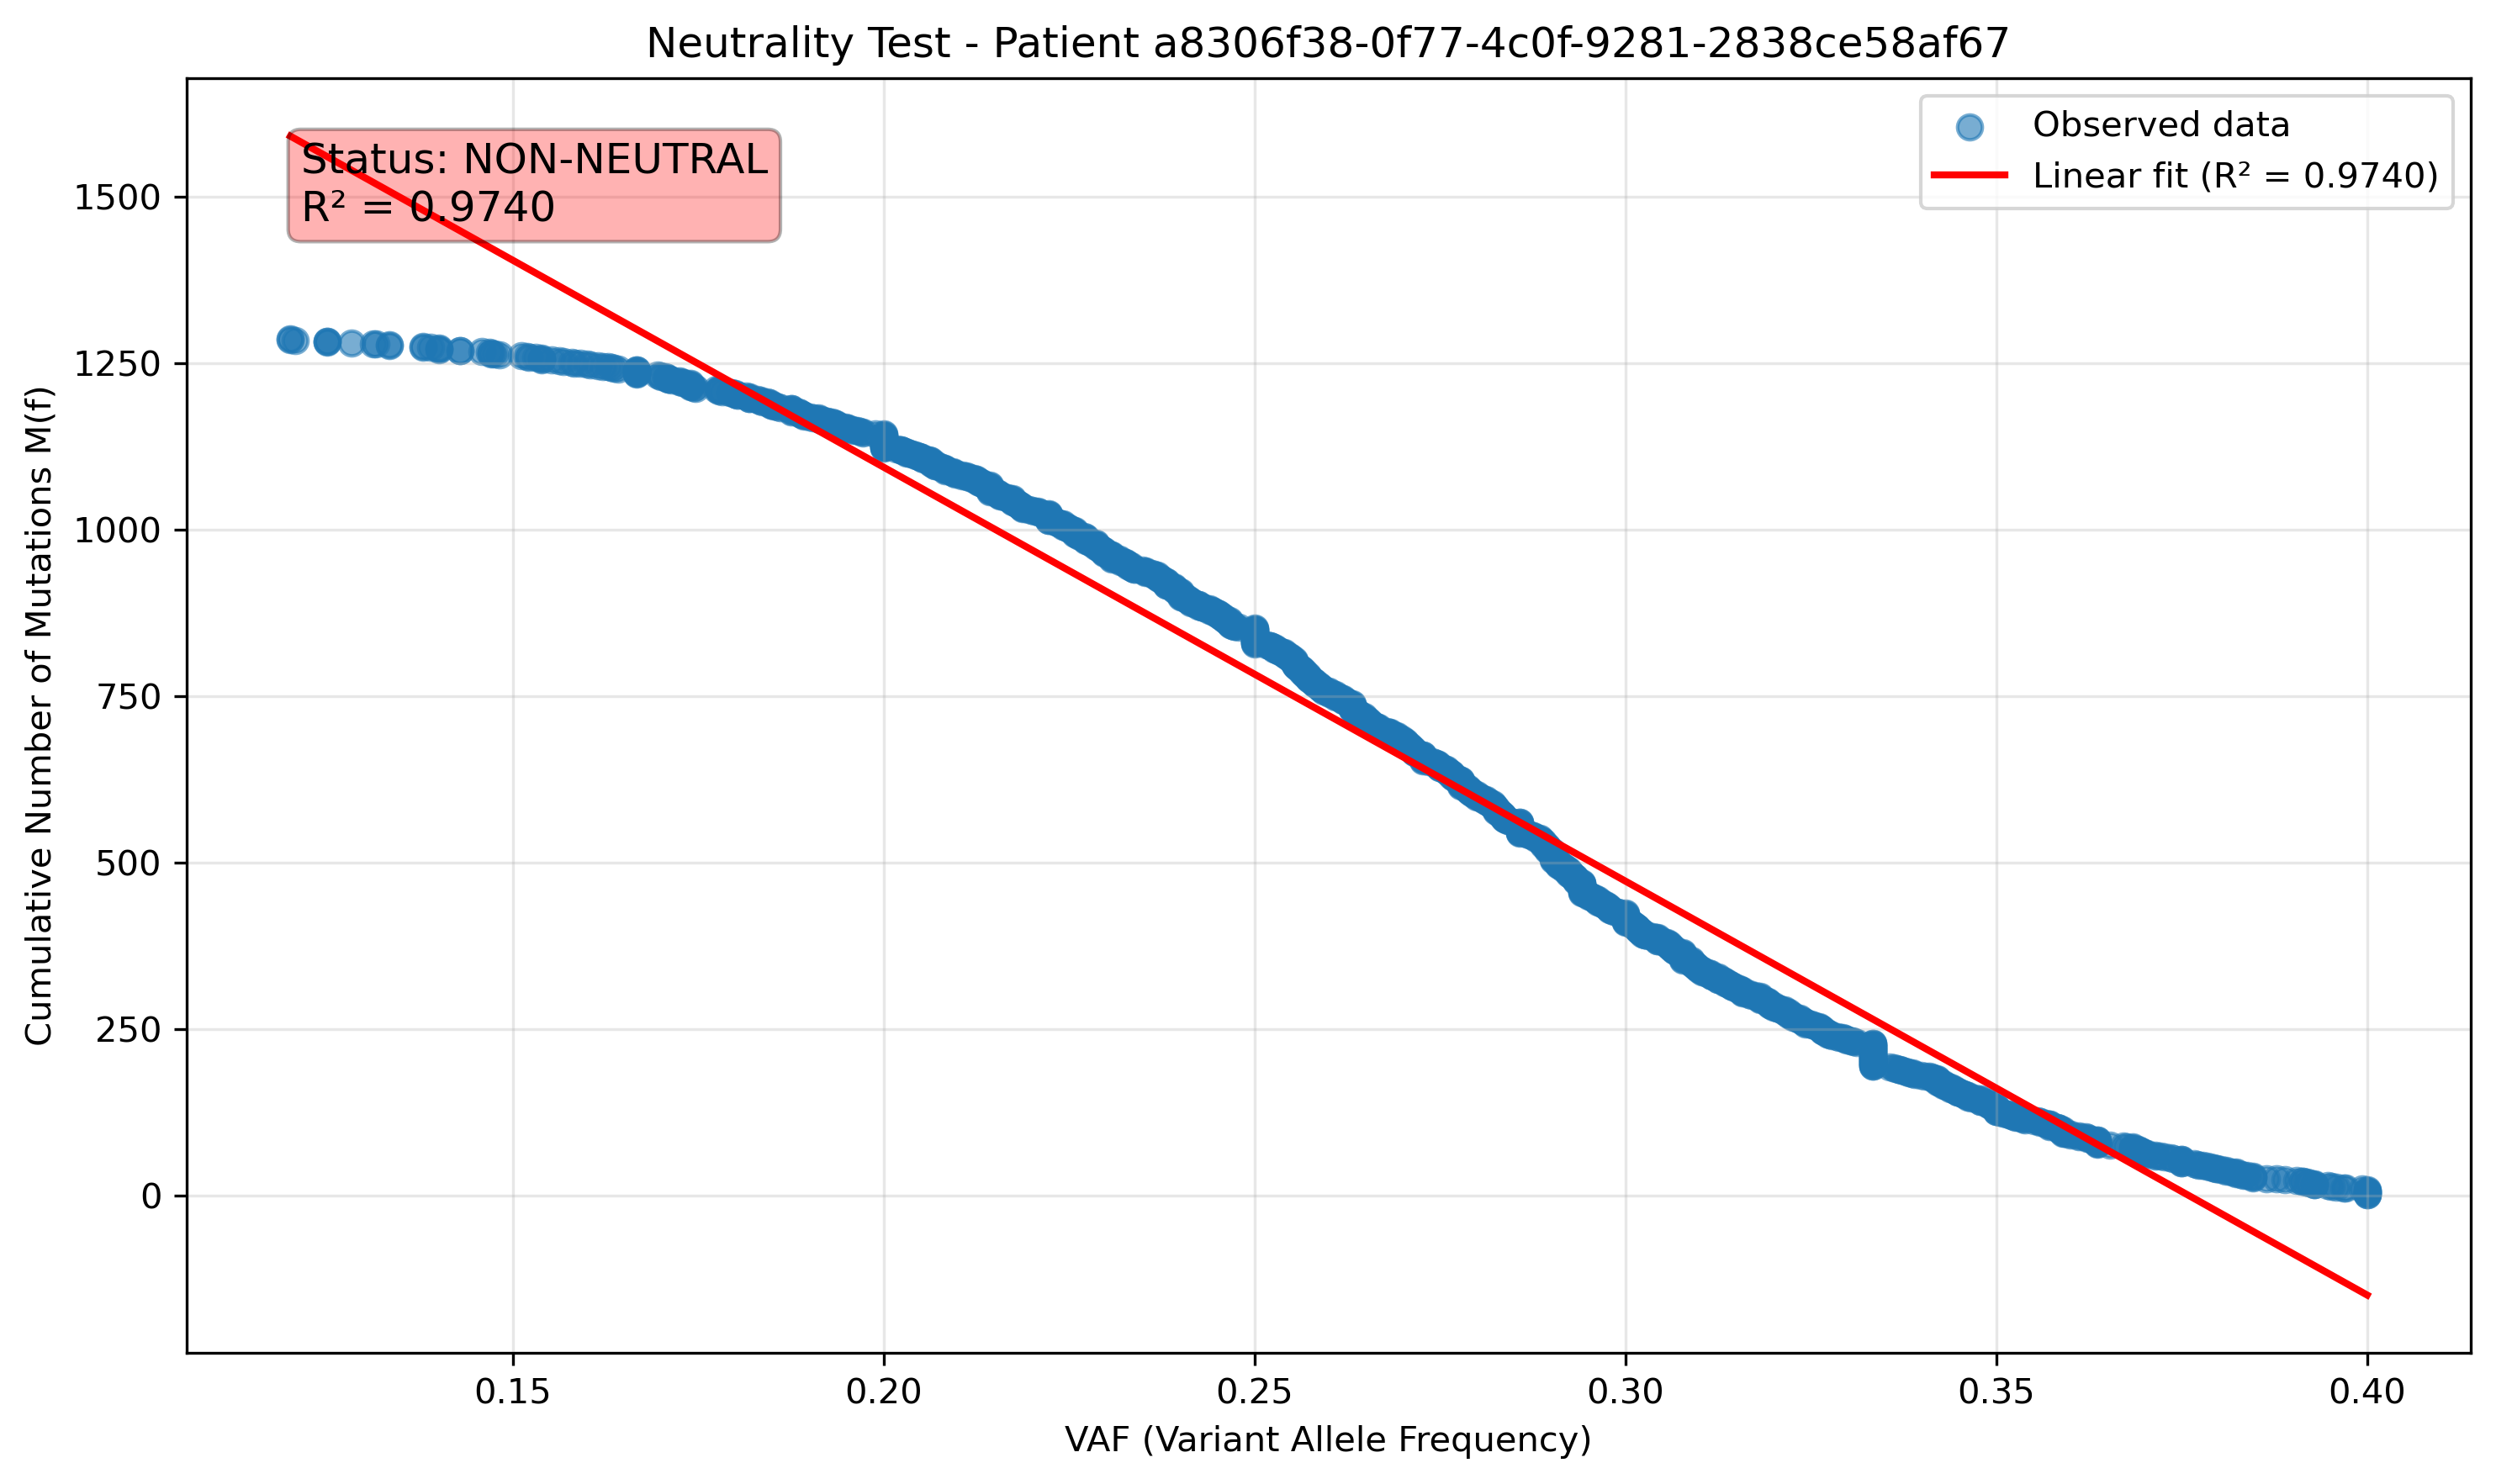 Neutrality Test - Patient a8306f38-0f77-4c0f-9281-2838ce58af67
Status: NON-NEUTRAL
R² = 0.9740
Observed data
Linear fit (R² = 0.9740)
Cumulative Number of Mutations M(f)
1500
1250
1000
750
500
250
0
0.15
0.20
0.25
0.30
0.35
0.40
VAF (Variant Allele Frequency)